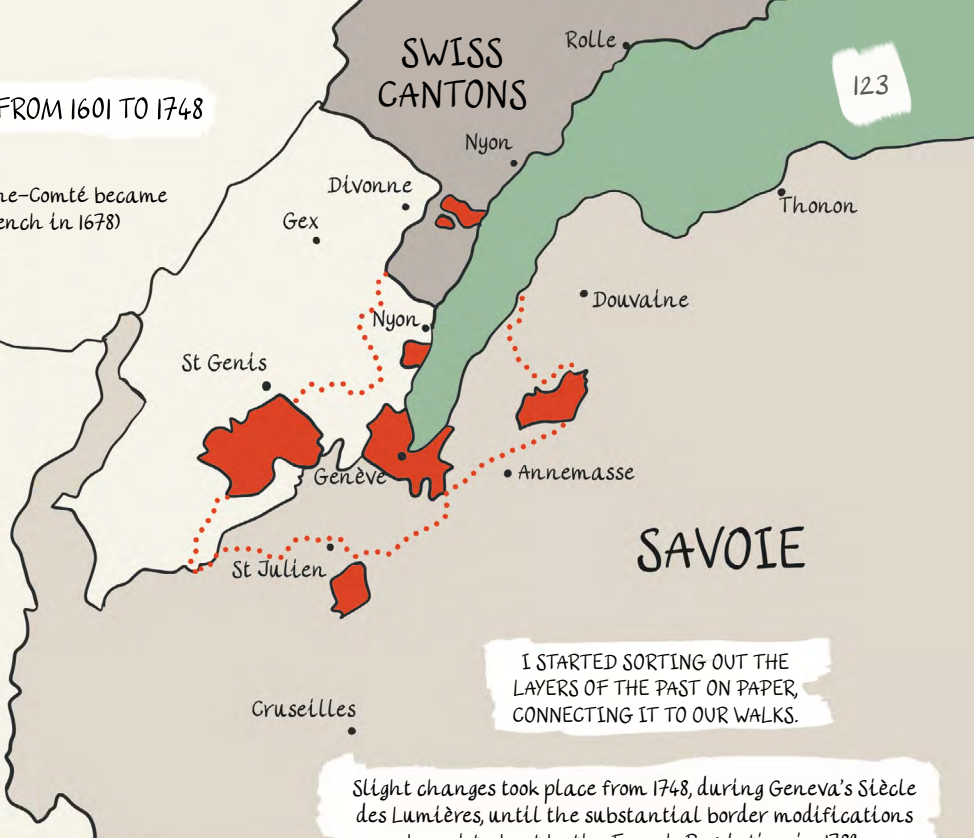 SWISS
CANTONS
Rolle
123
FROM 1601 TO 1748
Nyon
Divonne
ne-Comté became
ench in 1678)
Gex
Thonon
Douvaine
Nyon
St Genis
Genève
Annemasse
SAVOIE
St Julien
I STARTED SORTING OUT THE
LAYERS OF THE PAST ON PAPER,
CONNECTING IT TO OUR WALKS.
Cruseilles
Slight changes took place from 1748, during Geneva's Siècle
des Lumières, until the substantial border modifications